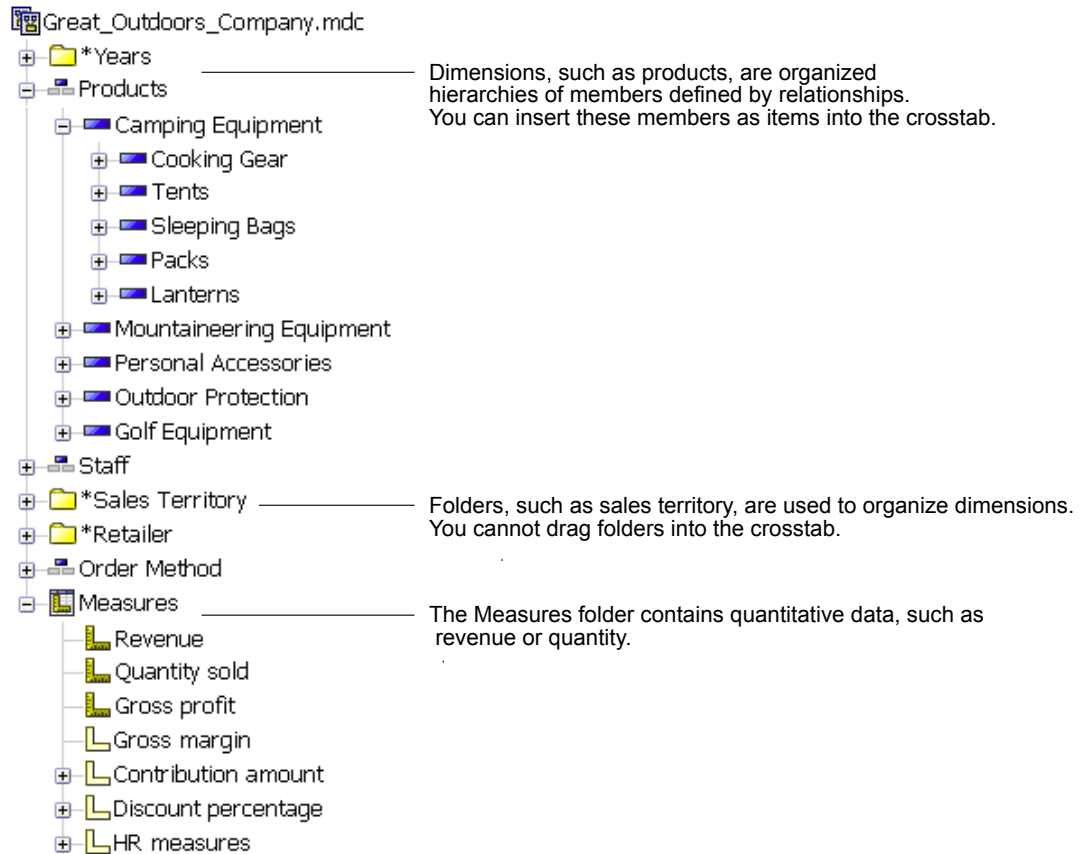 Great_Outdoors_Company.mdc
*Years
Dimensions, such as products, are organized
hierarchies of members defined by relationships.
You can insert these members as items into the crosstab.
Products
Camping Equipment
Cooking Gear
Tents
Sleeping Bags
Packs
Lanterns
Mountaineering Equipment
Personal Accessories
Outdoor Protection
Golf Equipment
Staff
*Sales Territory
Folders, such as sales territory, are used to organize dimensions.
You cannot drag folders into the crosstab.
*Retailer
Order Method
Measures
The Measures folder contains quantitative data, such as
revenue or quantity.
Revenue
Quantity sold
Gross profit
Gross margin
Contribution amount
Discount percentage
HR measures